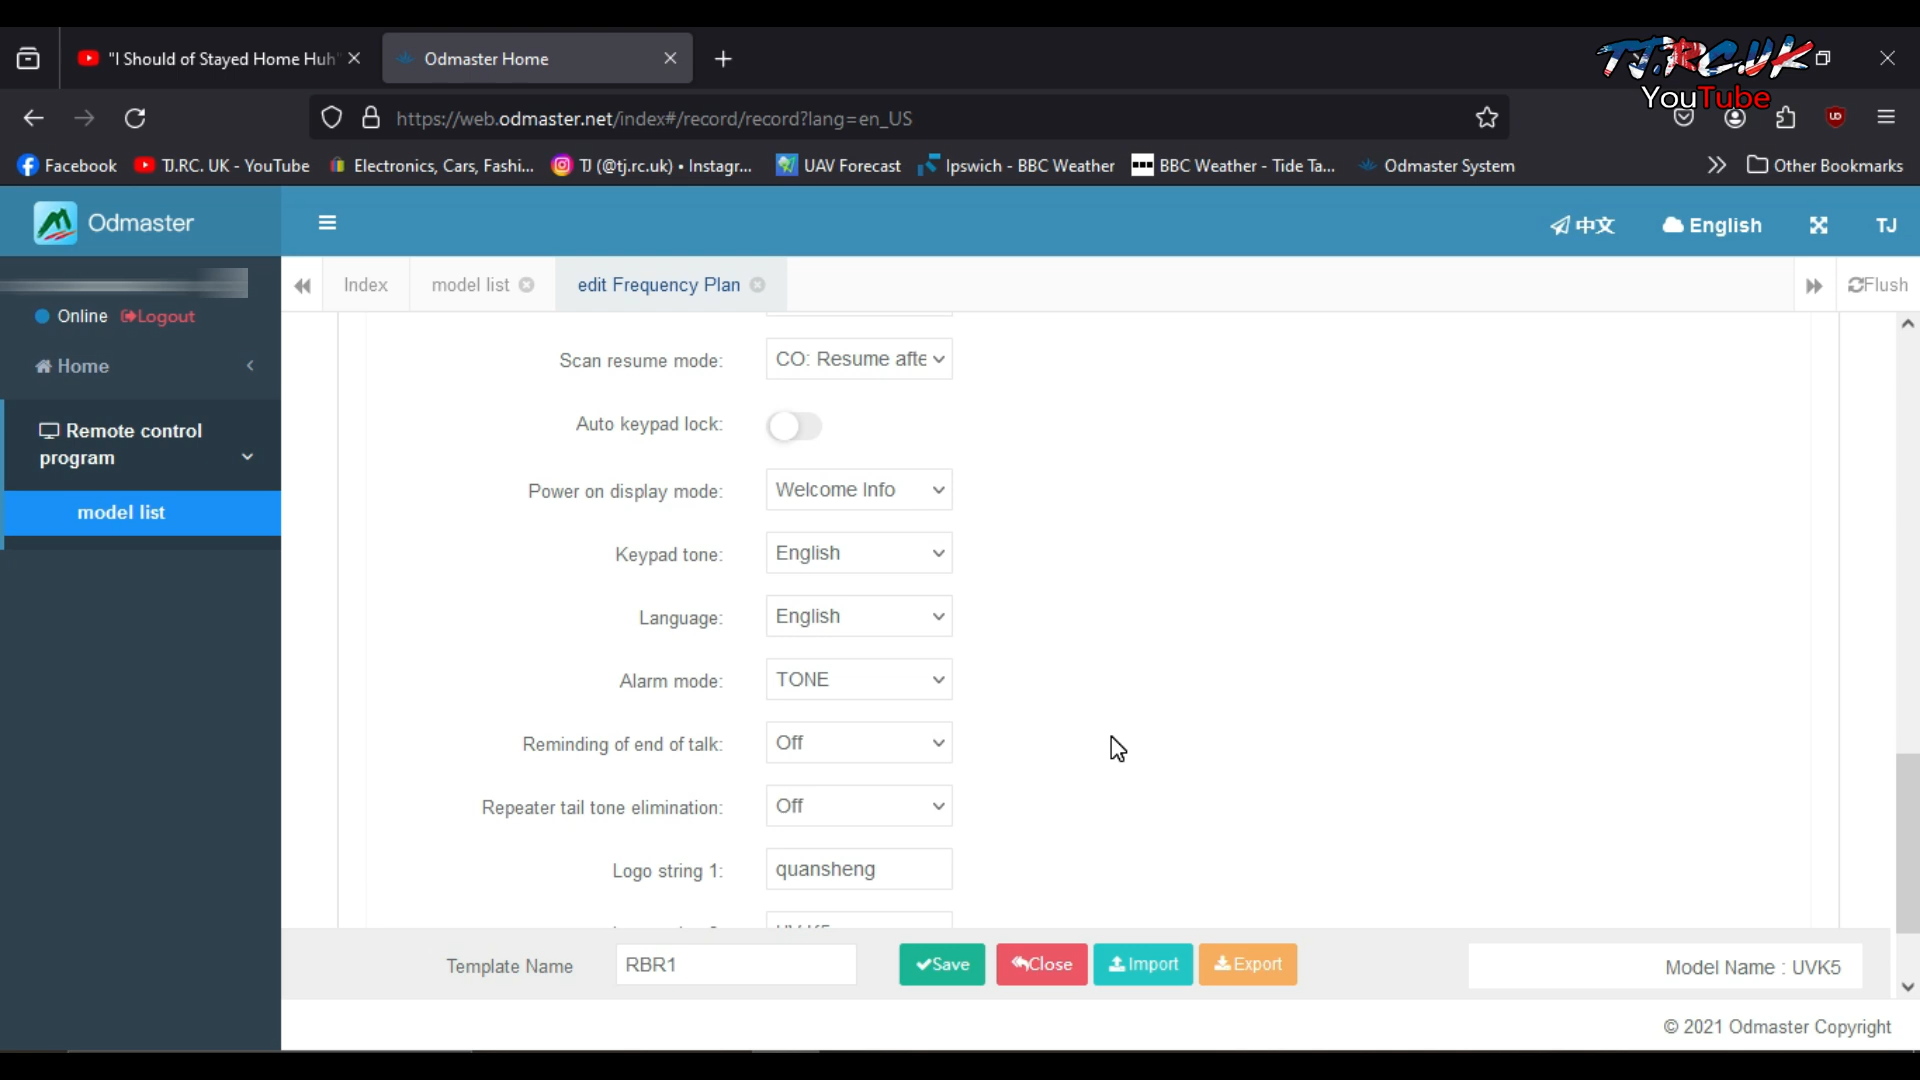 TJ.RC.UK
YouTube
"I Should of Stayed Home Huh"
Odmaster Home
https://web.odmaster.net/index#/record/record?lang=en_US
Facebook
TJ.RC. UK - YouTube
Electronics, Cars, Fashi...
TJ (@tj.rc.uk) • Instagr...
UAV Forecast
Ipswich - BBC Weather
BBC Weather - Tide Ta...
Odmaster System
Other Bookmarks
Odmaster
中文
English
TJ
Online
Logout
Home
Remote control
program
model list
Index
model list
edit Frequency Plan
Flush
Scan resume mode: CO: Resume afte
Auto keypad lock:
Power on display mode: Welcome Info
Keypad tone: English
Language: English
Alarm mode: TONE
Reminding of end of talk: Off
Repeater tail tone elimination: Off
Logo string 1: quansheng
Template Name RBR1
Save
Close
Import
Export
Model Name : UVK5
© 2021 Odmaster Copyright